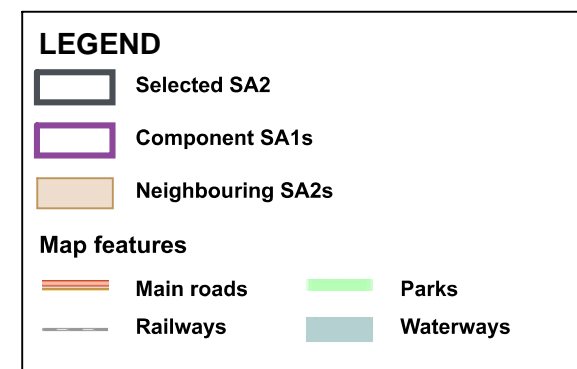 LEGEND
Selected SA2
Component SA1s
Neighbouring SA2s
Map features
Main roads
Parks
Railways
Waterways